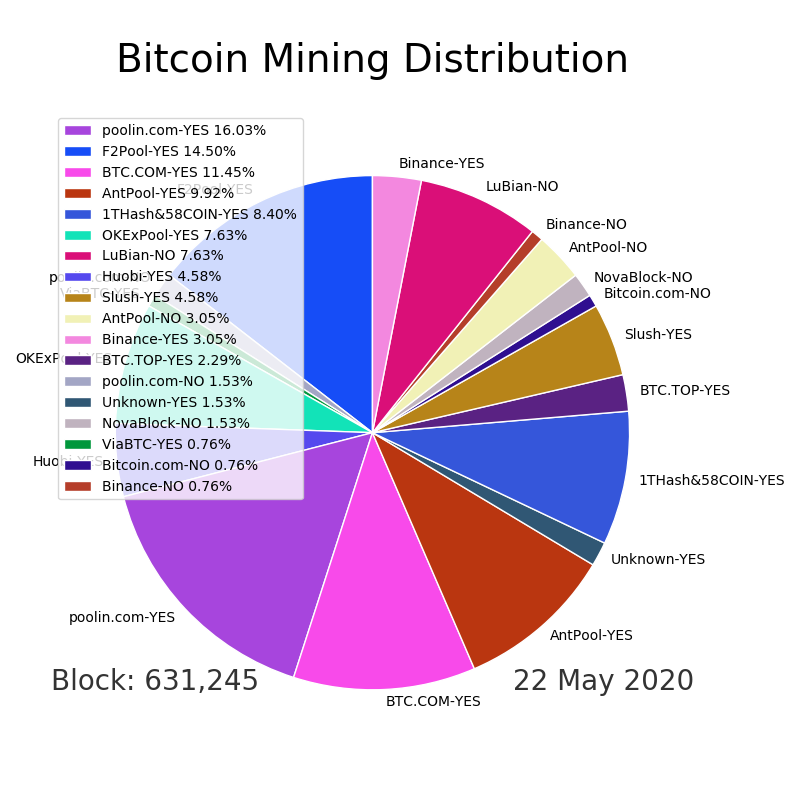 Bitcoin Mining Distribution
poolin.com-YES 16.03%
F2Pool-YES 14.50%
BTC.COM-YES 11.45%
AntPool-YES 9.92%
1THash&58COIN-YES 8.40%
OKExPool-YES 7.63%
LuBian-NO 7.63%
Huobi-YES 4.58%
Slush-YES 4.58%
AntPool-NO 3.05%
Binance-YES 3.05%
BTC.TOP-YES 2.29%
poolin.com-NO 1.53%
Unknown-YES 1.53%
NovaBlock-NO 1.53%
ViaBTC-YES 0.76%
Bitcoin.com-NO 0.76%
Binance-NO 0.76%
Binance-YES
LuBian-NO
Binance-NO
AntPool-NO
NovaBlock-NO
Bitcoin.com-NO
Slush-YES
BTC.TOP-YES
1THash&58COIN-YES
Unknown-YES
AntPool-YES
BTC.COM-YES
poolin.com-YES
Huobi-YES
OKExPool-YES
ViaBTC-YES
F2Pool-YES
Block: 631,245
22 May 2020